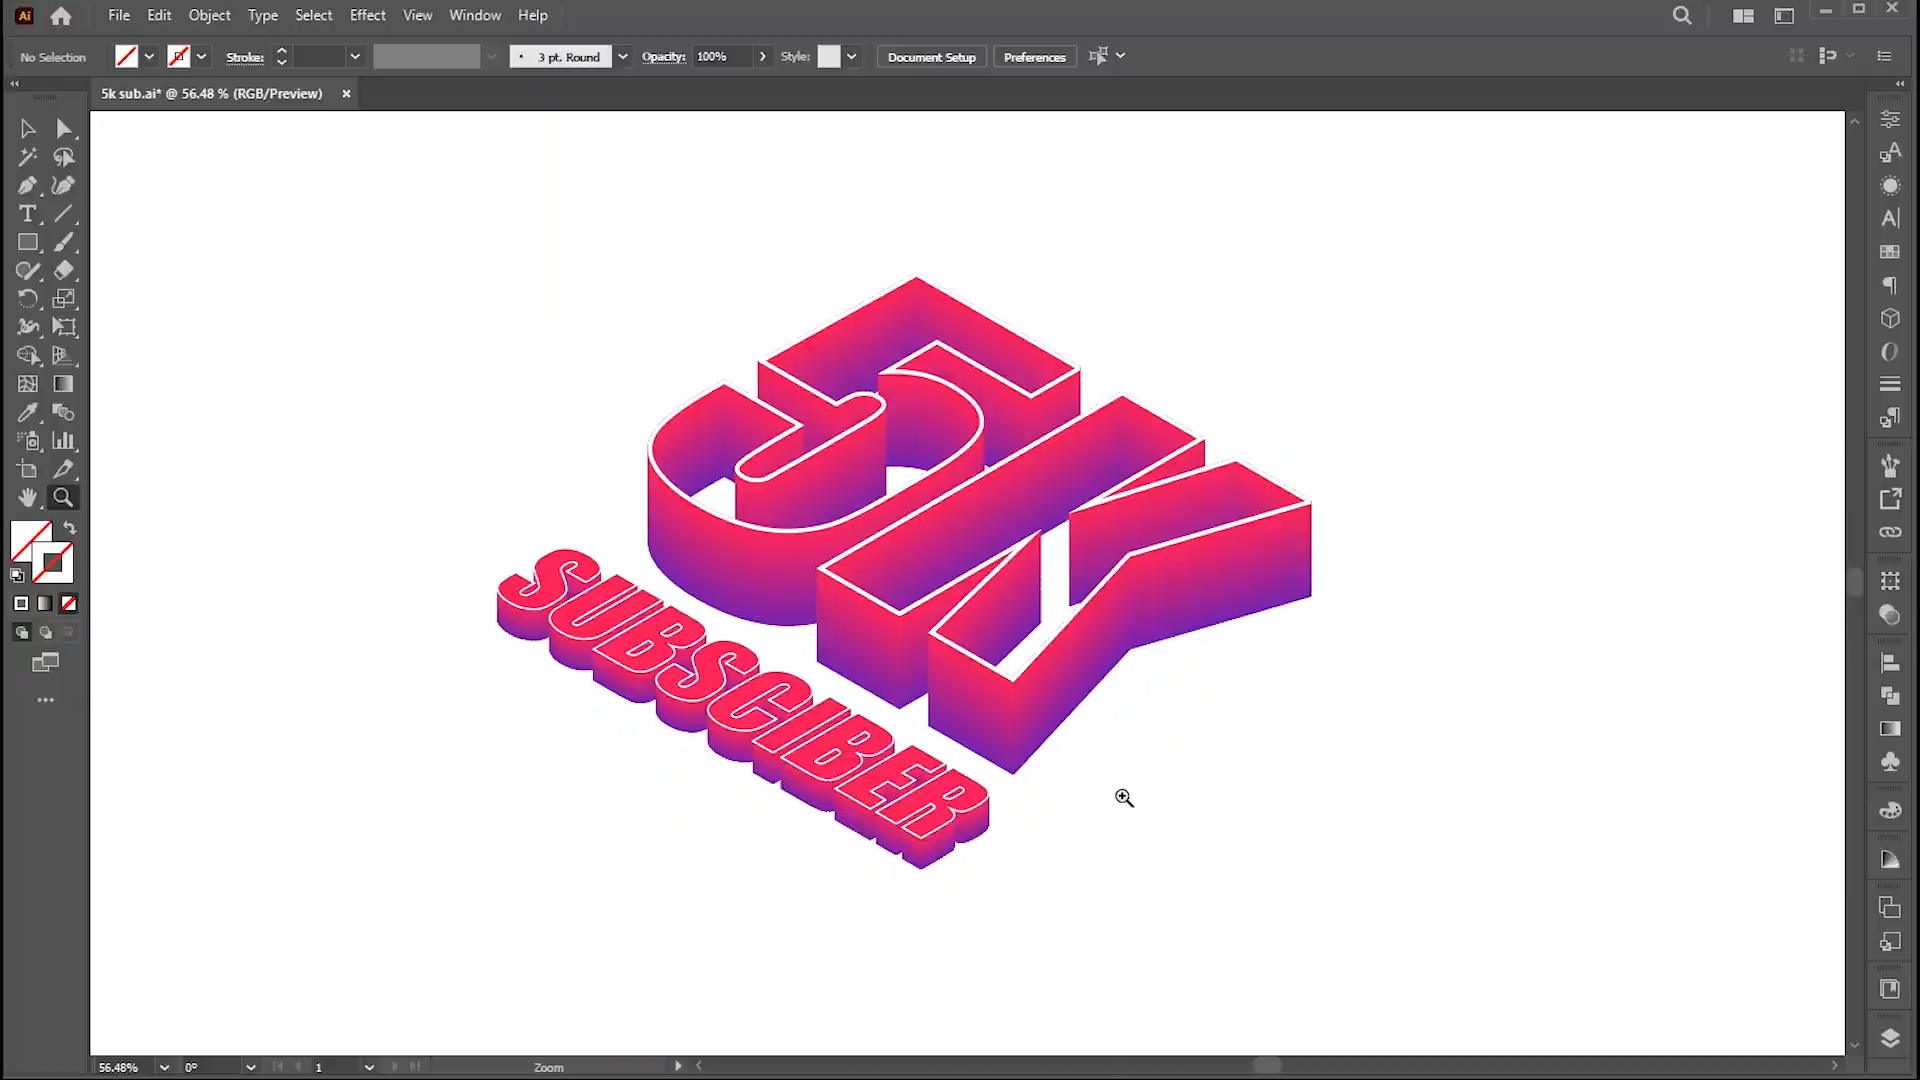 Ai File Edit Object Type Select Effect View Window Help
No Selection Stroke: 3 pt. Round Opacity: 100% Style: Document Setup Preferences
5k sub.ai* @ 56.48 % (RGB/Preview)
5K
SUBSCIBER
56.48% 0° 1 Zoom